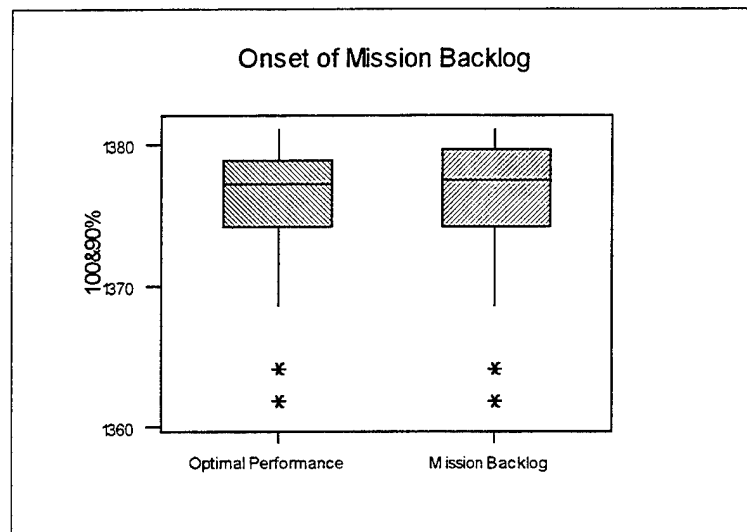 Onset of Mission Backlog
1380
1370
1360
100&90%
Optimal Performance
Mission Backlog